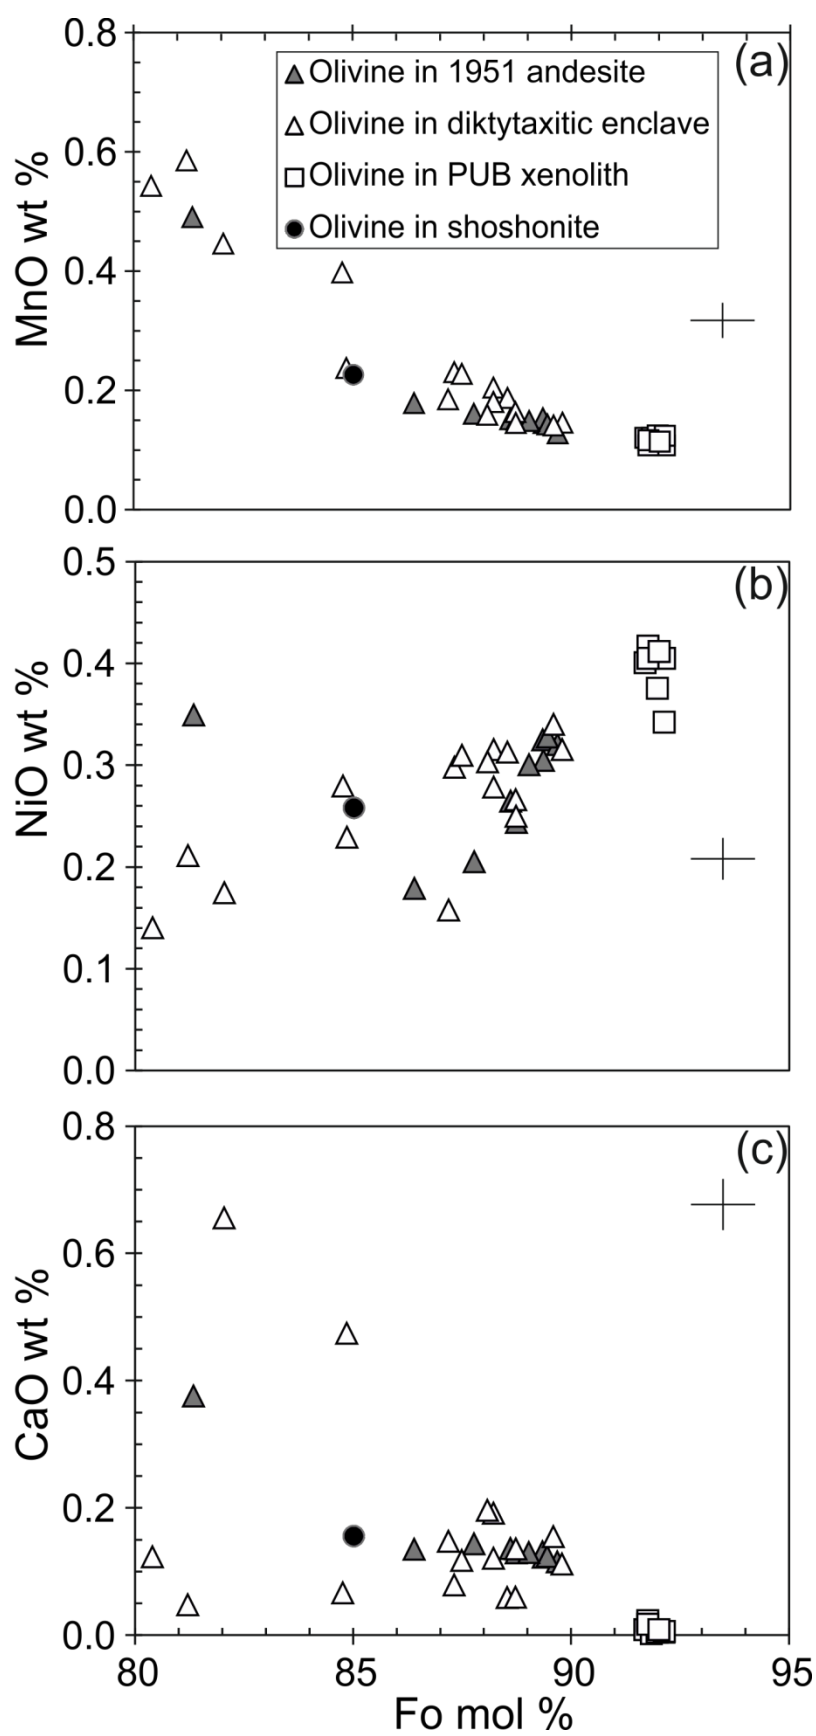 0.8
(a)
Olivine in 1951 andesite
Olivine in diktytaxitic enclave
Olivine in PUB xenolith
Olivine in shoshonite
0.6
0.4
0.2
0.0
MnO wt %
0.5
(b)
0.4
0.3
0.2
0.1
0.0
NiO wt %
0.8
(c)
0.6
0.4
0.2
0.0
CaO wt %
80 85 90 95
Fo mol %